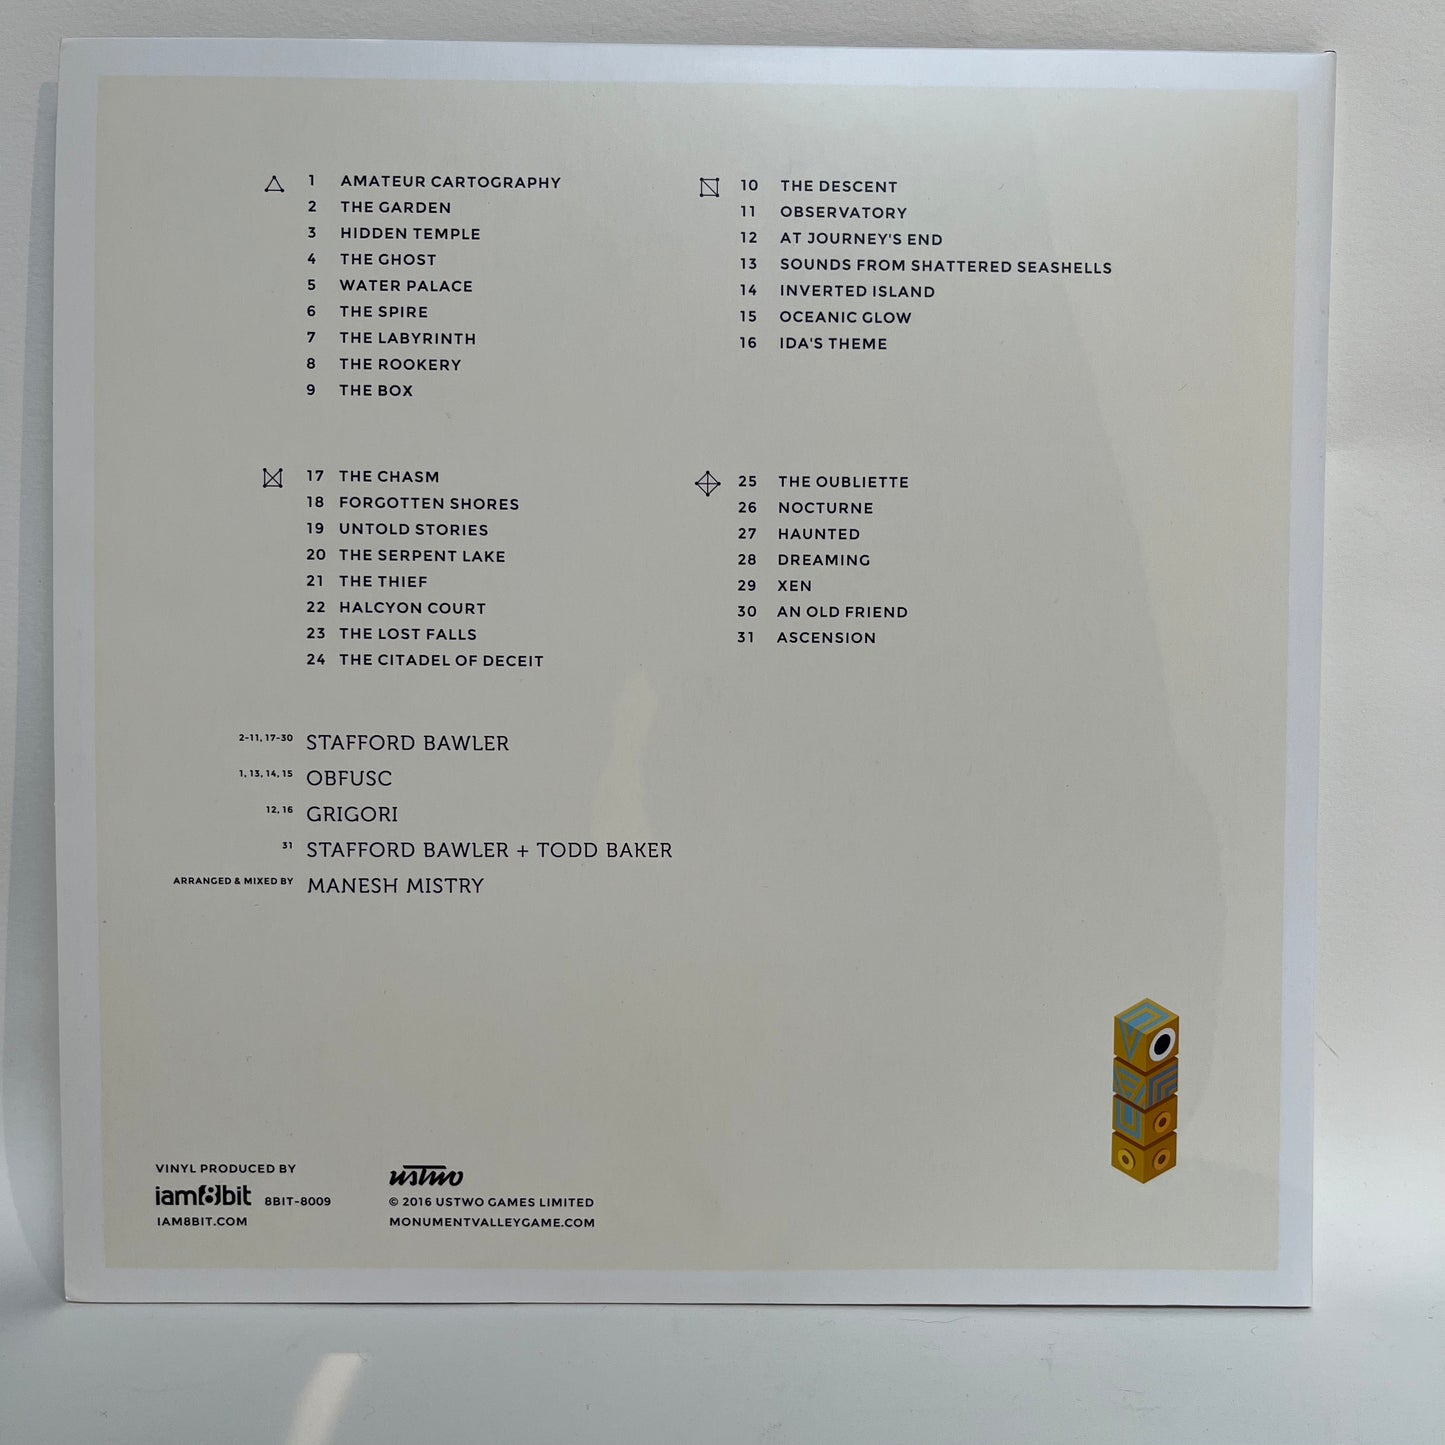 1 AMATEUR CARTOGRAPHY
2 THE GARDEN
3 HIDDEN TEMPLE
4 THE GHOST
5 WATER PALACE
6 THE SPIRE
7 THE LABYRINTH
8 THE ROOKERY
9 THE BOX
10 THE DESCENT
11 OBSERVATORY
12 AT JOURNEY'S END
13 SOUNDS FROM SHATTERED SEASHELLS
14 INVERTED ISLAND
15 OCEANIC GLOW
16 IDA'S THEME
17 THE CHASM
18 FORGOTTEN SHORES
19 UNTOLD STORIES
20 THE SERPENT LAKE
21 THE THIEF
22 HALCYON COURT
23 THE LOST FALLS
24 THE CITADEL OF DECEIT
25 THE OUBLIETTE
26 NOCTURNE
27 HAUNTED
28 DREAMING
29 XEN
30 AN OLD FRIEND
31 ASCENSION
2-11, 17-30 STAFFORD BAWLER
1, 13, 14, 15 OBFUSC
12, 16 GRIGORI
31 STAFFORD BAWLER + TODD BAKER
ARRANGED & MIXED BY MANESH MISTRY
VINYL PRODUCED BY
iam8bit 8BIT-8009
IAM8BIT.COM
ustwo
© 2016 USTWO GAMES LIMITED
MONUMENTVALLEYGAME.COM